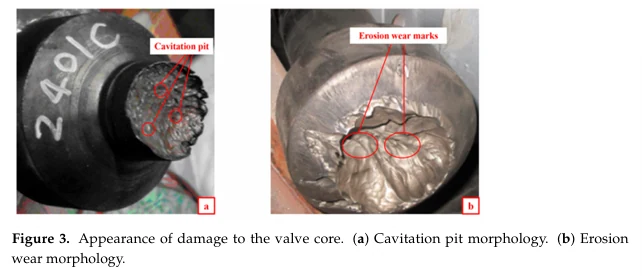 Cavitation pit
2401C
a
Erosion wear marks
b
Figure 3. Appearance of damage to the valve core. (a) Cavitation pit morphology. (b) Erosion
wear morphology.